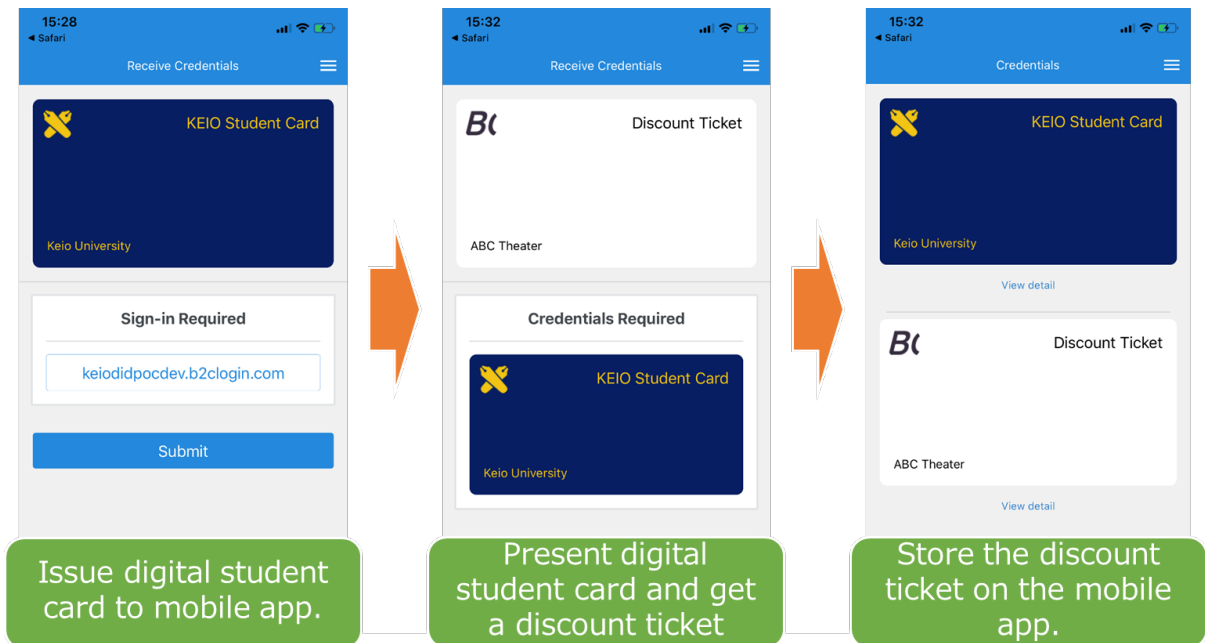 15:28
◀ Safari
Receive Credentials
KEIO Student Card
Keio University
Sign-in Required
keiodidpocdev.b2clogin.com
Submit
Issue digital student
card to mobile app.
15:32
◀ Safari
Receive Credentials
B(
Discount Ticket
ABC Theater
Credentials Required
KEIO Student Card
Keio University
Present digital
student card and get
a discount ticket
15:32
◀ Safari
Credentials
KEIO Student Card
Keio University
View detail
B(
Discount Ticket
ABC Theater
View detail
Store the discount
ticket on the mobile
app.